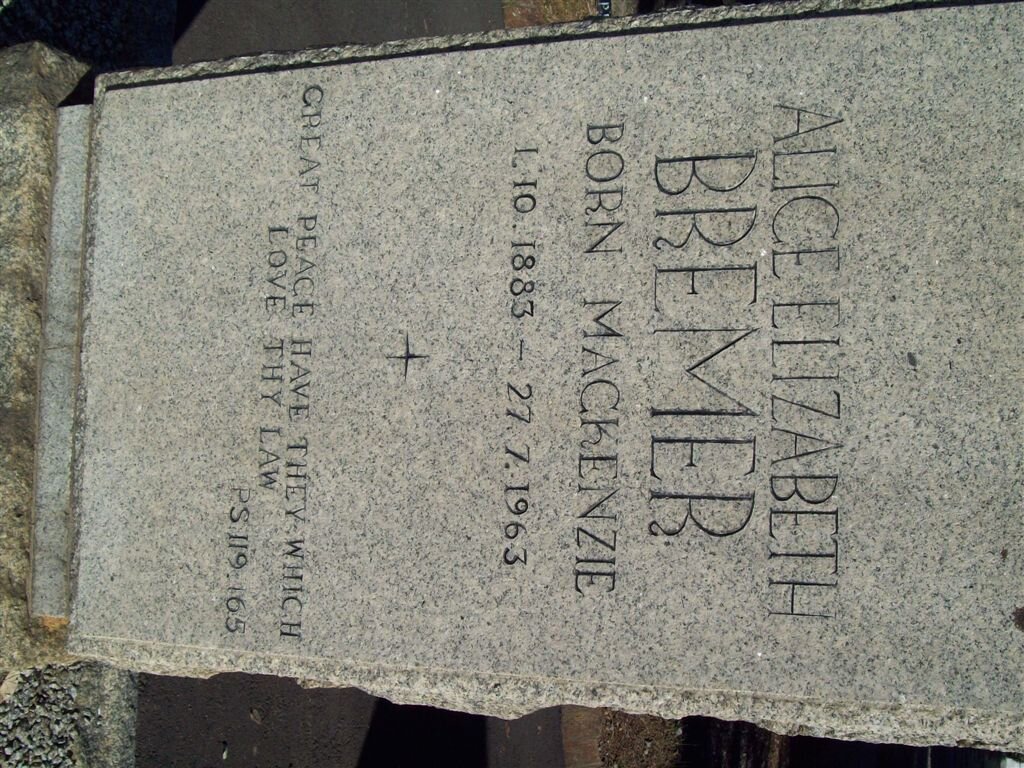 ALICE ELIZABETH
BREMER
BORN MACKENZIE
1.10.1883 – 27.7.1963
GREAT PEACE HAVE THEY WHICH
LOVE THY LAW
PS 119.165